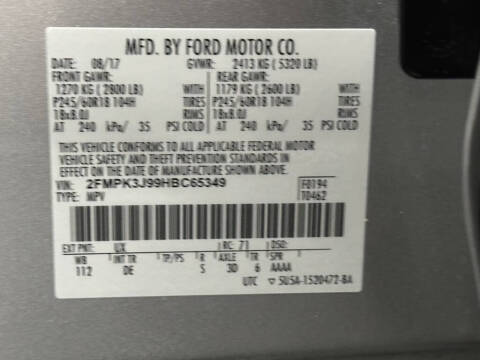 MFD. BY FORD MOTOR CO.
DATE: 08/17 GVWR: 2413 KG ( 5320 LB)
FRONT GAWR: REAR GAWR:
1270 KG ( 2800 LB) WITH 1179 KG ( 2600 LB) WITH
P245/60R18 104H TIRES P245/60R18 104H TIRES
18x8.0J RIMS 18x8.0J RIMS
AT 240 kPa/ 35 PSI COLD AT 240 kPa/ 35 PSI COLD
THIS VEHICLE CONFORMS TO ALL APPLICABLE FEDERAL MOTOR
VEHICLE SAFETY AND THEFT PREVENTION STANDARDS
IN EFFECT ON THE DATE OF MANUFACTURE SHOWN ABOVE.
VIN: 2FMPK3J99HBC65349 F0194
TYPE: MPV T0462
EXT PNT: UX RC: 71 DSO:
WB INT TR TP/PS R AXLE TR SPR
112 DE S 3D 6 AAAA
UTC 5U5A-1520472-BA